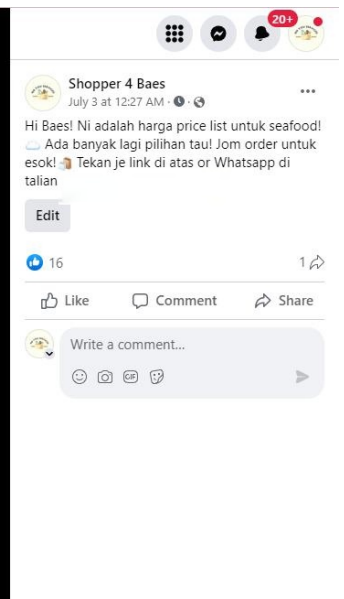 20+
Shopper 4 Baes
July 3 at 12:27 AM
Hi Baes! Ni adalah harga price list untuk seafood!
Ada banyak lagi pilihan tau! Jom order untuk
esok! Tekan je link di atas or Whatsapp di
talian
Edit
16
1
Like Comment Share
Write a comment...
GIF